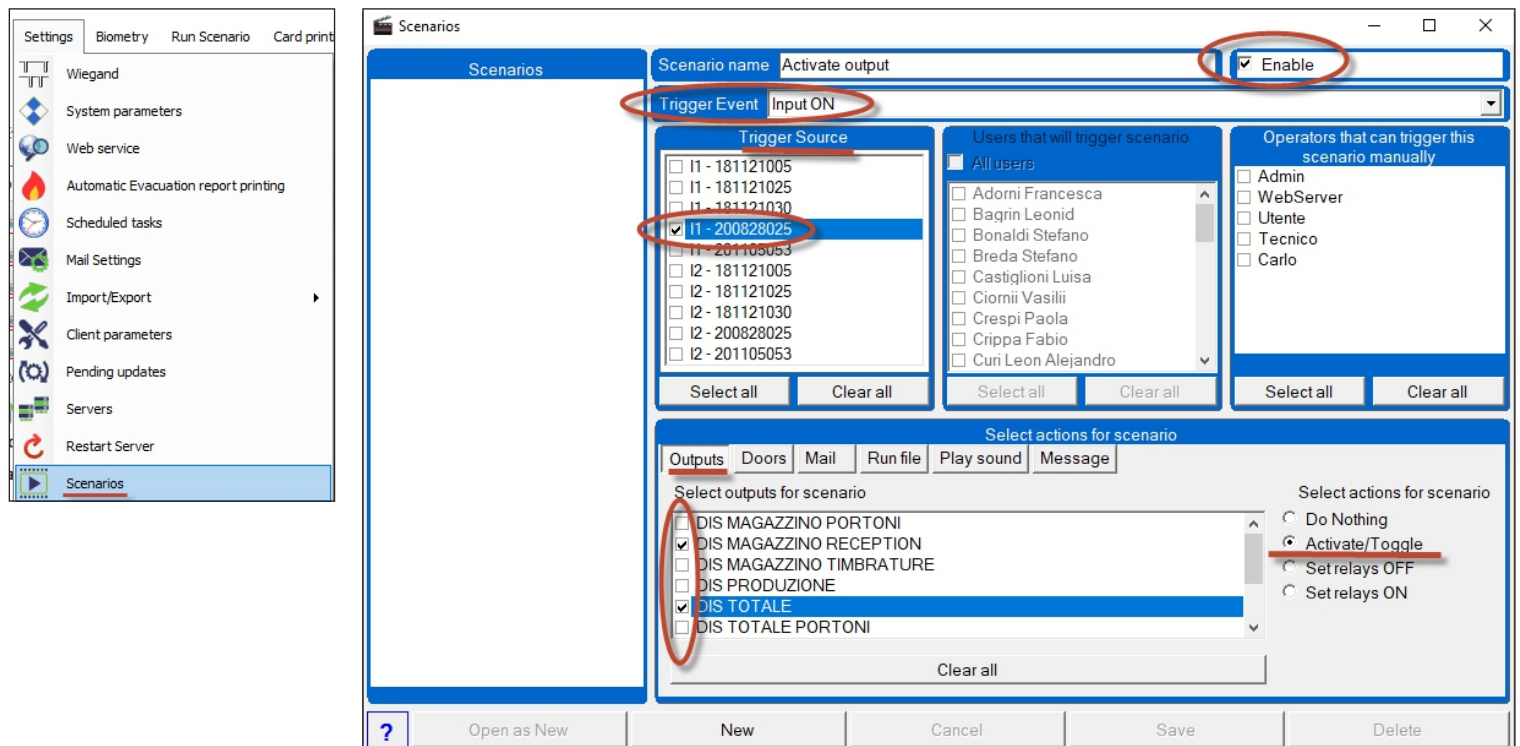 Settings Biometry Run Scenario Card print
Wiegand
System parameters
Web service
Automatic Evacuation report printing
Scheduled tasks
Mail Settings
Import/Export
Client parameters
Pending updates
Servers
Restart Server
Scenarios
Scenarios
Scenarios
Scenario name Activate output
Enable
Trigger Event Input ON
Trigger Source
I1 - 181121005
I1 - 181121025
I1 - 181121030
I1 - 200828025
I1 - 201105053
I2 - 181121005
I2 - 181121025
I2 - 181121030
I2 - 200828025
I2 - 201105053
Select all Clear all
Users that will trigger scenario
All users
Adorni Francesca
Bagrin Leonid
Bonaldi Stefano
Breda Stefano
Castiglioni Luisa
Ciornii Vasilii
Crespi Paola
Crippa Fabio
Curi Leon Alejandro
Select all Clear all
Operators that can trigger this
scenario manually
Admin
WebServer
Utente
Tecnico
Carlo
Select all Clear all
Select actions for scenario
Outputs Doors Mail Run file Play sound Message
Select outputs for scenario
DIS MAGAZZINO PORTONI
DIS MAGAZZINO RECEPTION
DIS MAGAZZINO TIMBRATURE
DIS PRODUZIONE
DIS TOTALE
DIS TOTALE PORTONI
Clear all
Select actions for scenario
Do Nothing
Activate/Toggle
Set relays OFF
Set relays ON
? Open as New New Cancel Save Delete